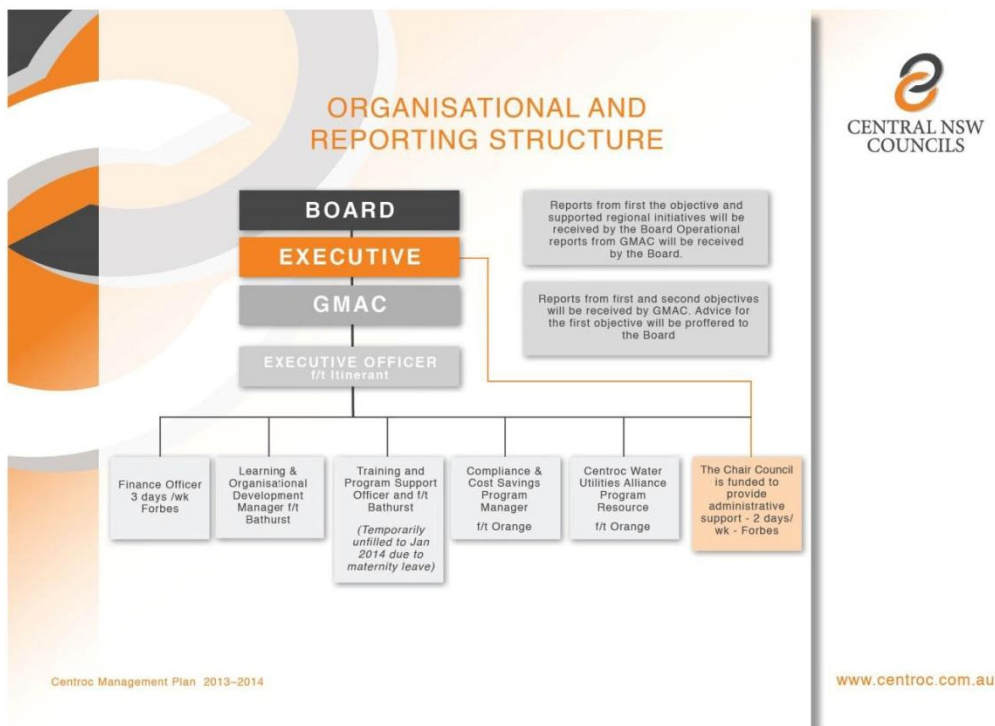 ORGANISATIONAL AND
REPORTING STRUCTURE
CENTRAL NSW
COUNCILS
BOARD
EXECUTIVE
GMAC
EXECUTIVE OFFICER
f/t Itinerant
Reports from first the objective and
supported regional initiatives will be
received by the Board Operational
reports from GMAC will be received
by the Board.
Reports from first and second objectives
will be received by GMAC. Advice for
the first objective will be proffered to
the Board
Finance Officer
3 days /wk
Forbes
Learning &
Organisational
Development
Manager f/t
Bathurst
Training and
Program Support
Officer and f/t
Bathurst
(Temporarily
unfilled to Jan
2014 due to
maternity leave)
Compliance &
Cost Savings
Program
Manager
f/t Orange
Centroc Water
Utilities Alliance
Program
Resource
f/t Orange
The Chair Council
is funded to
provide
administrative
support - 2 days/
wk - Forbes
Centroc Management Plan 2013–2014
www.centroc.com.au